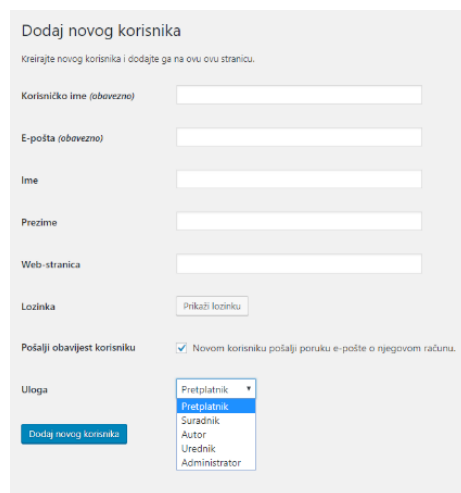 Dodaj novog korisnika
Kreirajte novog korisnika i dodajte ga na ovu ovu stranicu.
Korisničko ime (obavezno)
E-pošta (obavezno)
Ime
Prezime
Web-stranica
Lozinka Prikaži lozinku
Pošalji obavijest korisniku Novom korisniku pošalji poruku e-pošte o njegovom računu.
Uloga Pretplatnik
Pretplatnik
Suradnik
Autor
Urednik
Administrator
Dodaj novog korisnika